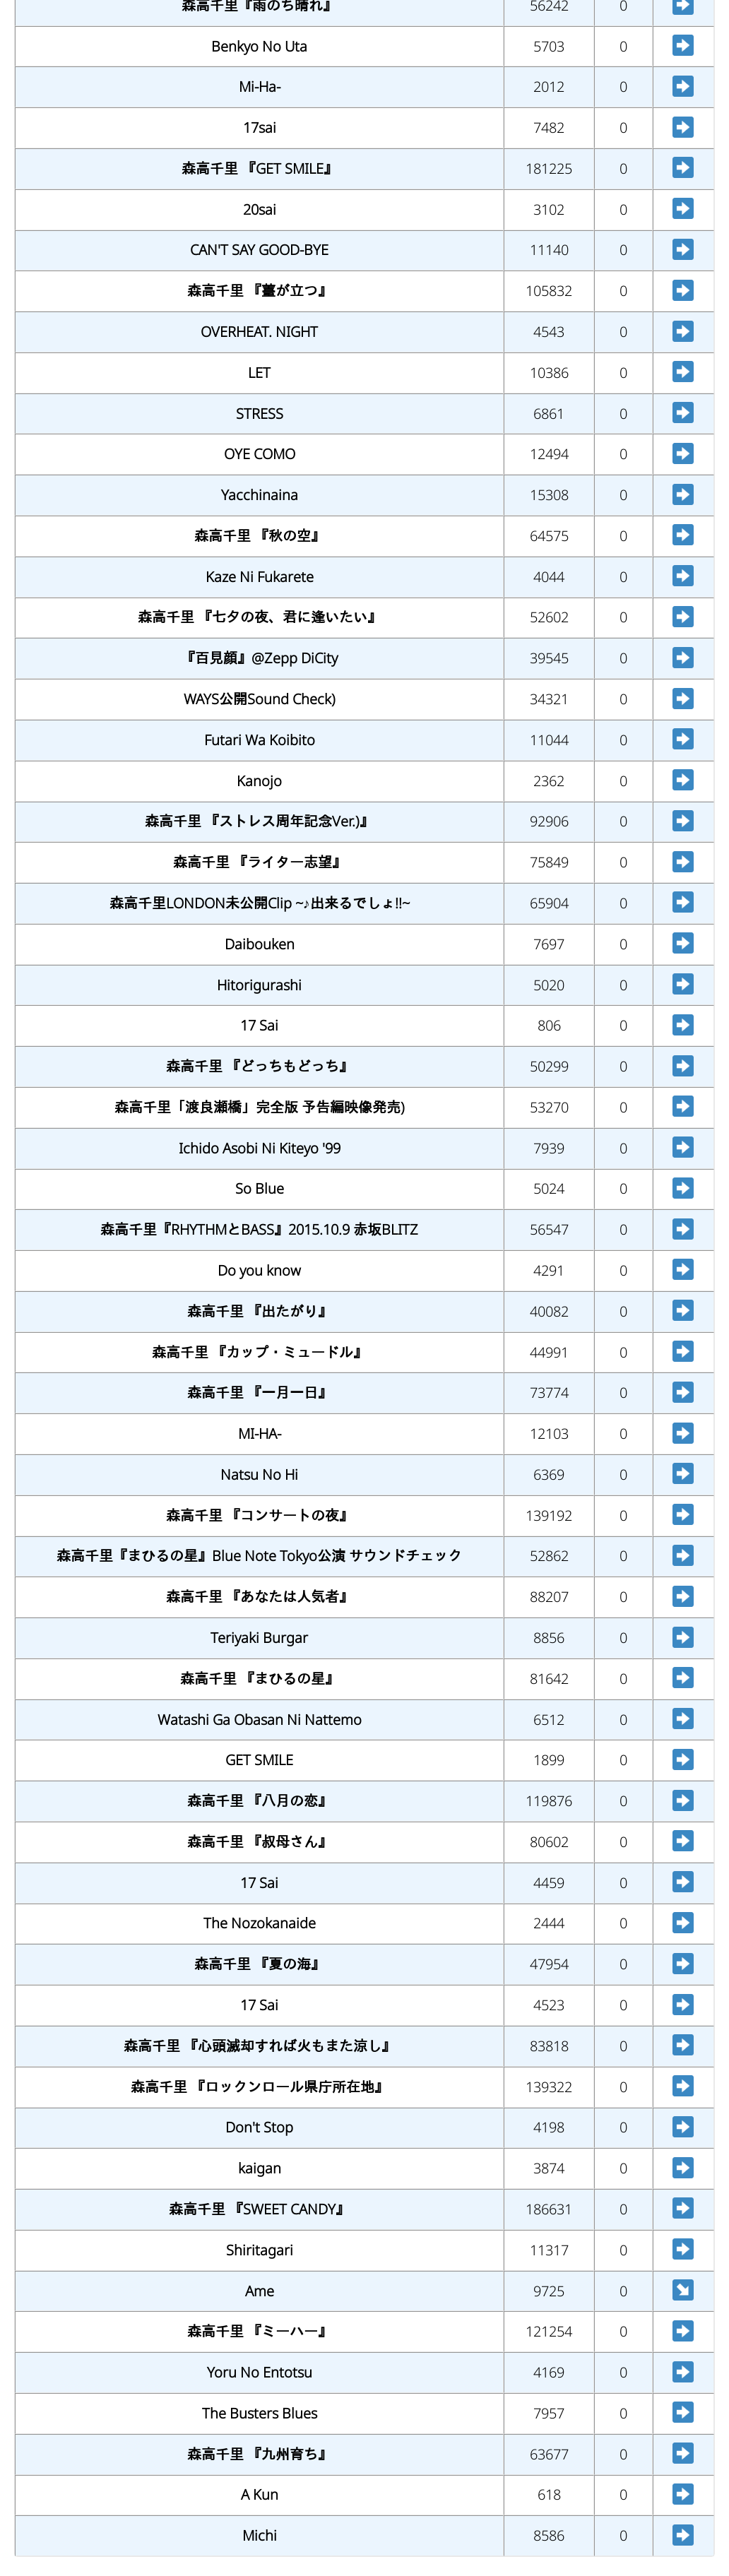 森高千里『雨のち晴れ』 56242 0
Benkyo No Uta 5703 0
Mi-Ha- 2012 0
17sai 7482 0
森高千里 『GET SMILE』 181225 0
20sai 3102 0
CAN'T SAY GOOD-BYE 11140 0
森高千里 『薹が立つ』 105832 0
OVERHEAT. NIGHT 4543 0
LET 10386 0
STRESS 6861 0
OYE COMO 12494 0
Yacchinaina 15308 0
森高千里 『秋の空』 64575 0
Kaze Ni Fukarete 4044 0
森高千里 『七夕の夜、君に逢いたい』 52602 0
『百見顔』@Zepp DiCity 39545 0
WAYS公開Sound Check) 34321 0
Futari Wa Koibito 11044 0
Kanojo 2362 0
森高千里 『ストレス周年記念Ver.)』 92906 0
森高千里 『ライター志望』 75849 0
森高千里LONDON未公開Clip ~♪出来るでしょ!!~ 65904 0
Daibouken 7697 0
Hitorigurashi 5020 0
17 Sai 806 0
森高千里 『どっちもどっち』 50299 0
森高千里「渡良瀬橋」完全版 予告編映像発売) 53270 0
Ichido Asobi Ni Kiteyo '99 7939 0
So Blue 5024 0
森高千里『RHYTHMとBASS』2015.10.9 赤坂BLITZ 56547 0
Do you know 4291 0
森高千里 『出たがり』 40082 0
森高千里 『カップ・ミュードル』 44991 0
森高千里 『一月一日』 73774 0
MI-HA- 12103 0
Natsu No Hi 6369 0
森高千里 『コンサートの夜』 139192 0
森高千里『まひるの星』Blue Note Tokyo公演 サウンドチェック 52862 0
森高千里 『あなたは人気者』 88207 0
Teriyaki Burgar 8856 0
森高千里 『まひるの星』 81642 0
Watashi Ga Obasan Ni Nattemo 6512 0
GET SMILE 1899 0
森高千里 『八月の恋』 119876 0
森高千里 『叔母さん』 80602 0
17 Sai 4459 0
The Nozokanaide 2444 0
森高千里 『夏の海』 47954 0
17 Sai 4523 0
森高千里 『心頭滅却すれば火もまた涼し』 83818 0
森高千里 『ロックンロール県庁所在地』 139322 0
Don't Stop 4198 0
kaigan 3874 0
森高千里 『SWEET CANDY』 186631 0
Shiritagari 11317 0
Ame 9725 0
森高千里 『ミーハー』 121254 0
Yoru No Entotsu 4169 0
The Busters Blues 7957 0
森高千里 『九州育ち』 63677 0
A Kun 618 0
Michi 8586 0